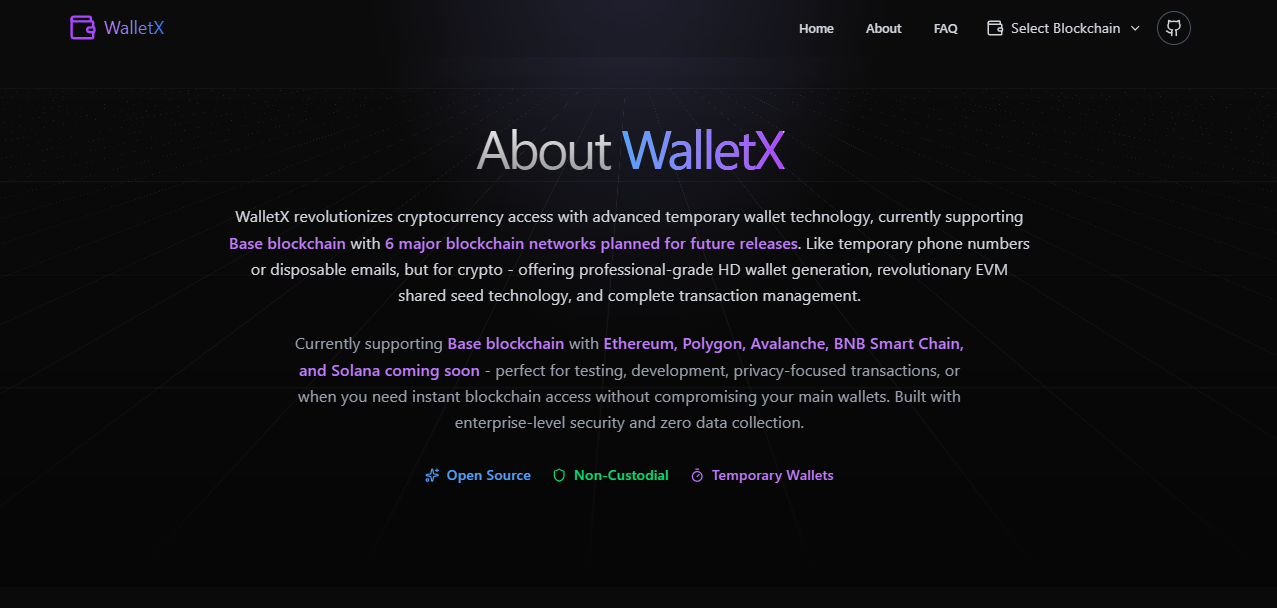 WalletX
Home
About
FAQ
Select Blockchain
About WalletX
WalletX revolutionizes cryptocurrency access with advanced temporary wallet technology, currently supporting
Base blockchain with 6 major blockchain networks planned for future releases. Like temporary phone numbers
or disposable emails, but for crypto - offering professional-grade HD wallet generation, revolutionary EVM
shared seed technology, and complete transaction management.
Currently supporting Base blockchain with Ethereum, Polygon, Avalanche, BNB Smart Chain,
and Solana coming soon - perfect for testing, development, privacy-focused transactions, or
when you need instant blockchain access without compromising your main wallets. Built with
enterprise-level security and zero data collection.
Open Source
Non-Custodial
Temporary Wallets